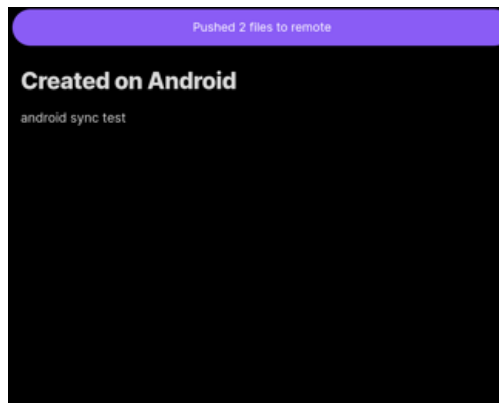 Pushed 2 files to remote
Created on Android
android sync test